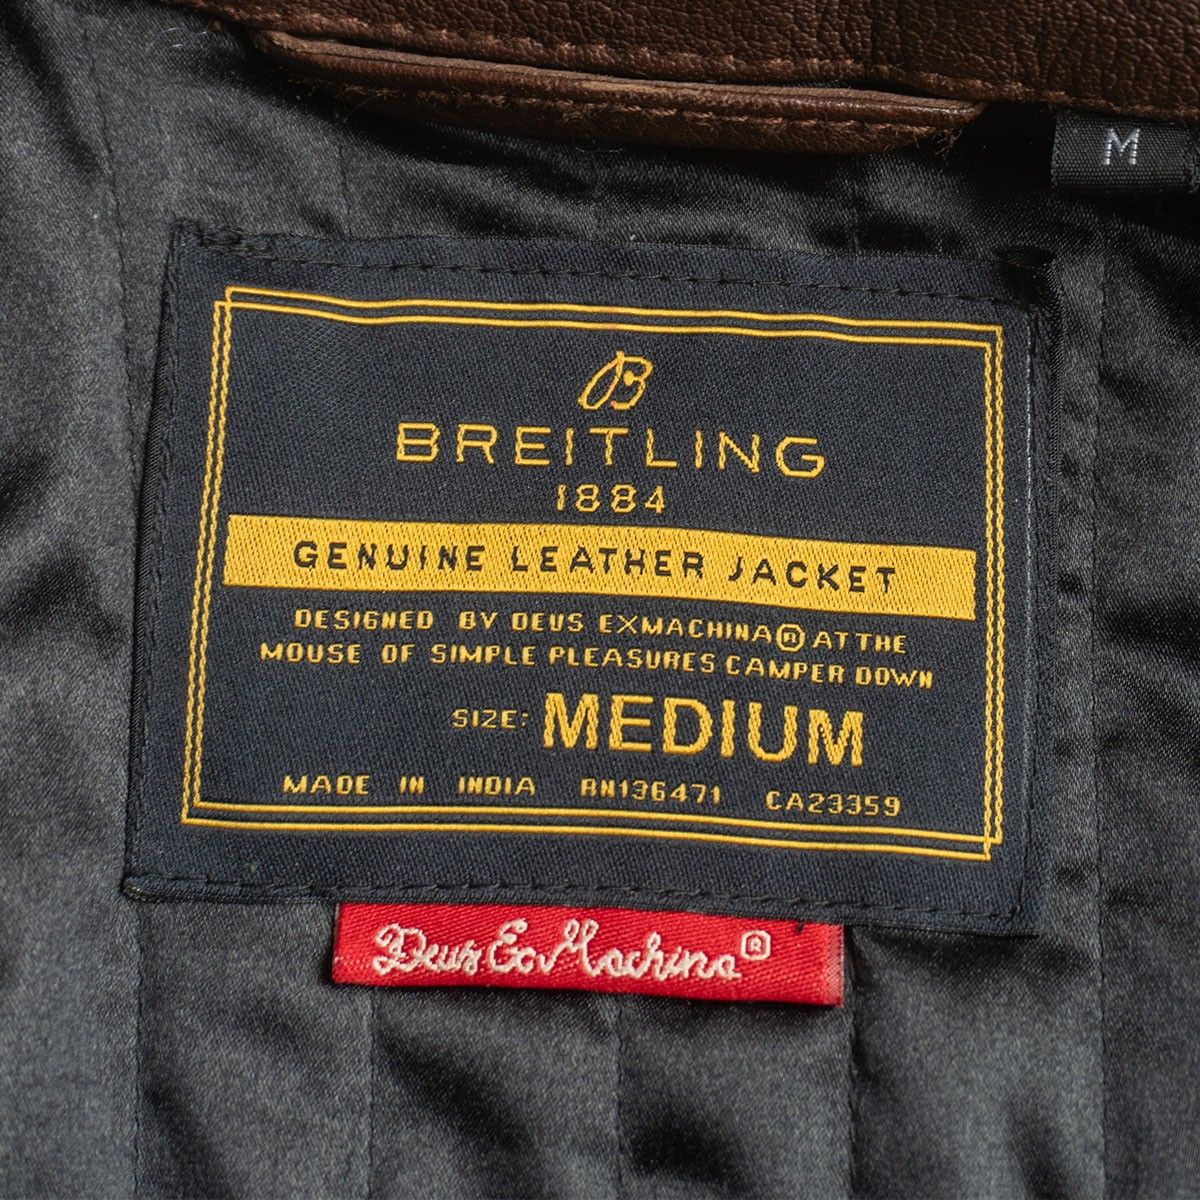 M
B
BREITLING
1884
GENUINE LEATHER JACKET
DESIGNED BY DEUS EXMACHINA® AT THE
MOUSE OF SIMPLE PLEASURES CAMPER DOWN
SIZE: MEDIUM
MADE IN INDIA RN136471 CA23359
Deus Ex Machina®